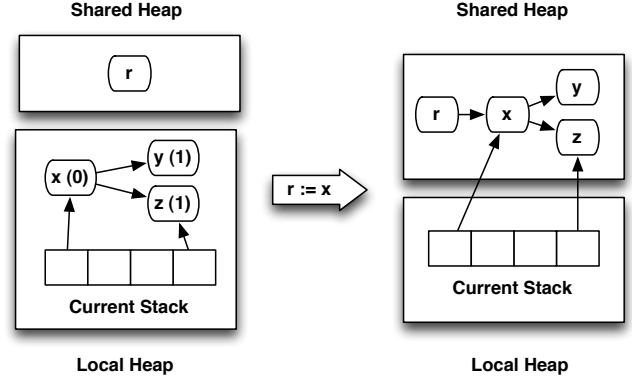 Shared Heap
r
x (0)
y (1)
z (1)
Current Stack
Local Heap
r := x
Shared Heap
r
x
y
z
Current Stack
Local Heap